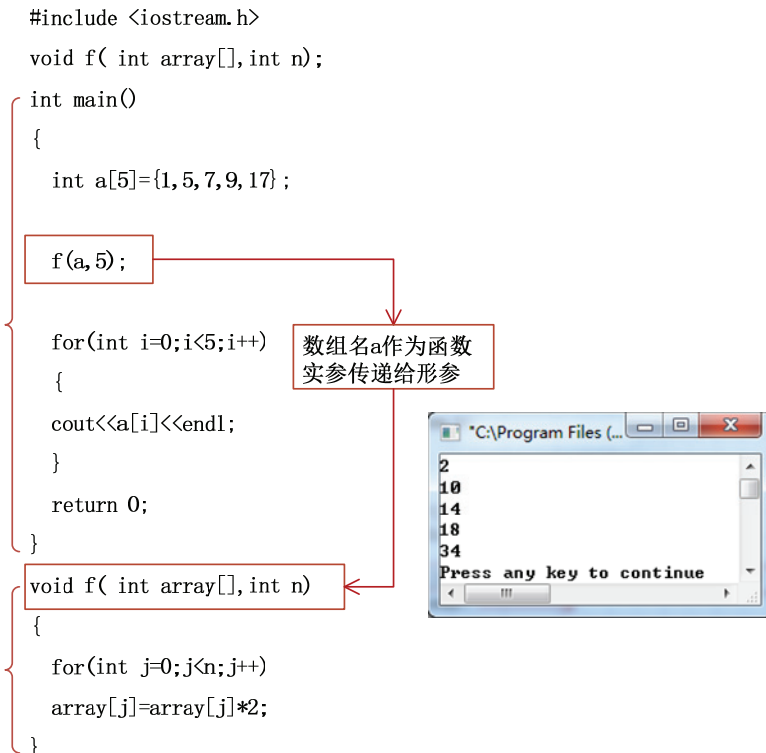 #include <iostream.h>
void f( int array[],int n);
int main()
{
int a[5]={1,5,7,9,17};
f(a,5);
for(int i=0;i<5;i++)
{
cout<<a[i]<<endl;
}
return 0;
}
数组名a作为函数
实参传递给形参
"C:\Program Files (...
2
10
14
18
34
Press any key to continue
void f( int array[],int n)
{
for(int j=0;j<n;j++)
array[j]=array[j]*2;
}